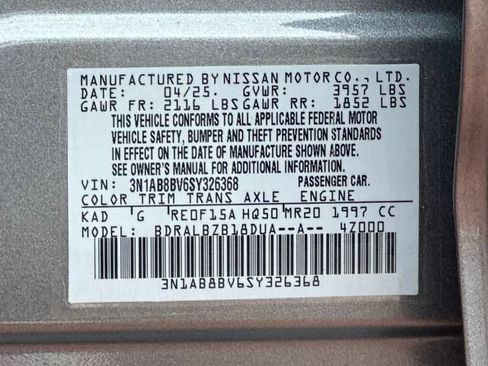 MANUFACTURED BY NISSAN MOTOR CO., LTD.
DATE: 04/25. GVWR: 3957 LBS
GAWR FR: 2116 LBS GAWR RR: 1852 LBS
THIS VEHICLE CONFORMS TO ALL APPLICABLE FEDERAL MOTOR
VEHICLE SAFETY, BUMPER AND THEFT PREVENTION STANDARDS
IN EFFECT ON THE DATE OF MANUFACTURE SHOWN ABOVE.
SEE OWNER'S MANUAL FOR ADDITIONAL INFORMATION.
VIN: 3N1AB8BV6SY326368 PASSENGER CAR.
COLOR TRIM TRANS AXLE ENGINE
KAD G RE0F15A HQ50 MR20 1997 CC
MODEL: BDRALBZB18DUA--A-- 4Z000
3N1AB8BV6SY326368